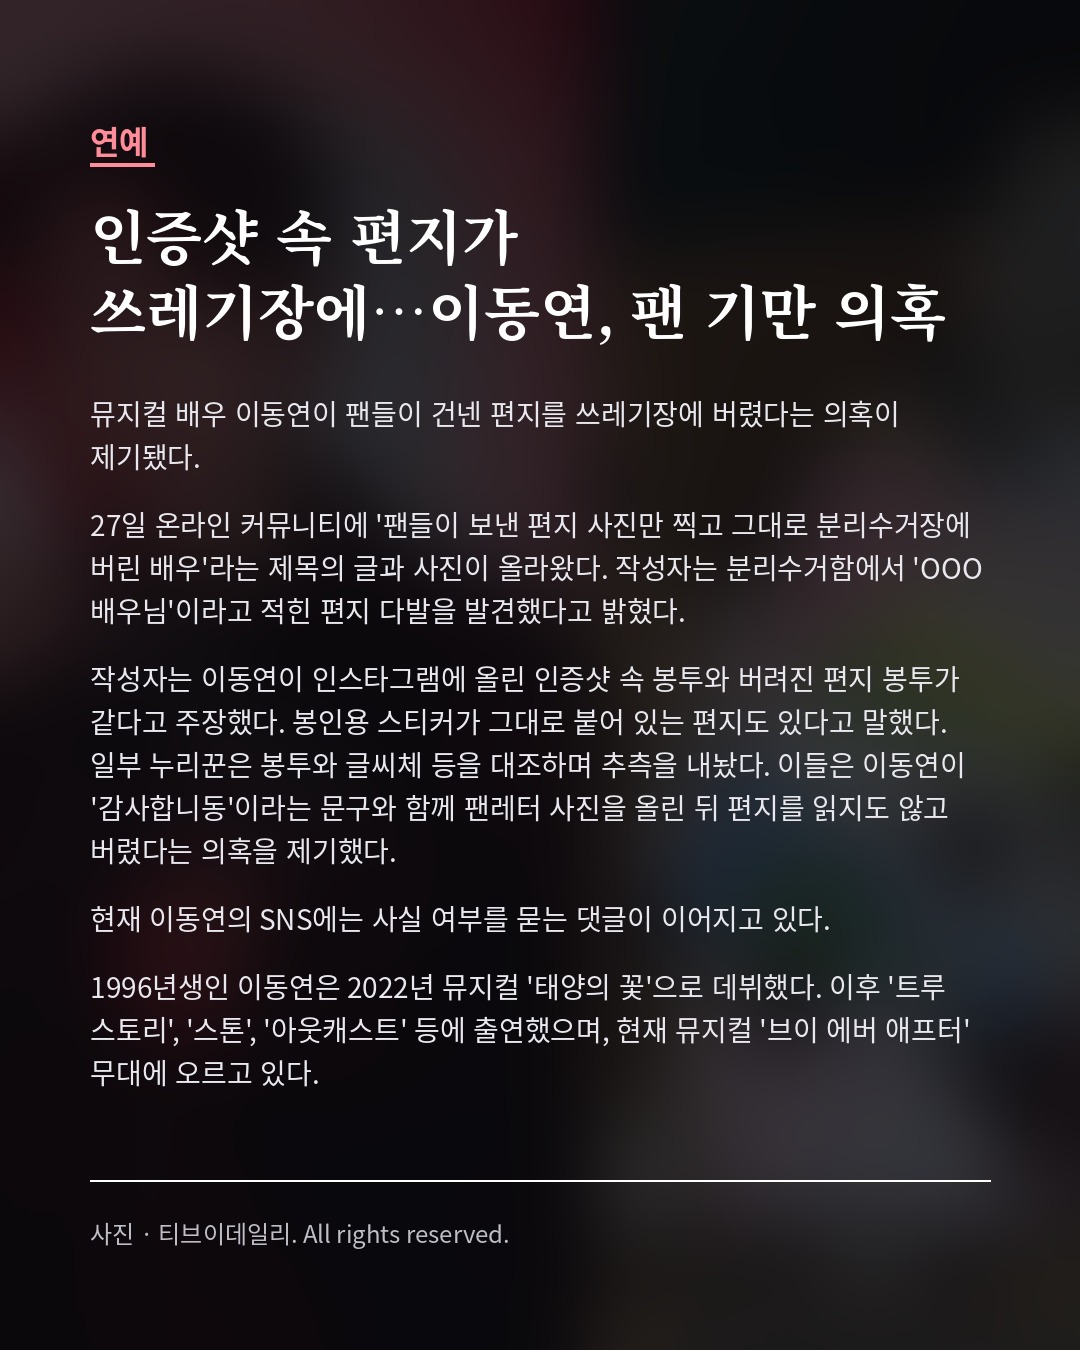 연예
인증샷 속 편지가
쓰레기장에…이동연, 팬 기만 의혹
뮤지컬 배우 이동연이 팬들이 건넨 편지를 쓰레기장에 버렸다는 의혹이
제기됐다.
27일 온라인 커뮤니티에 '팬들이 보낸 편지 사진만 찍고 그대로 분리수거장에
버린 배우'라는 제목의 글과 사진이 올라왔다. 작성자는 분리수거함에서 'OOO
배우님'이라고 적힌 편지 다발을 발견했다고 밝혔다.
작성자는 이동연이 인스타그램에 올린 인증샷 속 봉투와 버려진 편지 봉투가
같다고 주장했다. 봉인용 스티커가 그대로 붙어 있는 편지도 있다고 말했다.
일부 누리꾼은 봉투와 글씨체 등을 대조하며 추측을 내놨다. 이들은 이동연이
'감사합니동'이라는 문구와 함께 팬레터 사진을 올린 뒤 편지를 읽지도 않고
버렸다는 의혹을 제기했다.
현재 이동연의 SNS에는 사실 여부를 묻는 댓글이 이어지고 있다.
1996년생인 이동연은 2022년 뮤지컬 '태양의 꽃'으로 데뷔했다. 이후 '트루
스토리', '스톤', '아웃캐스트' 등에 출연했으며, 현재 뮤지컬 '브이 에버 애프터'
무대에 오르고 있다.
사진 · 티브이데일리. All rights reserved.